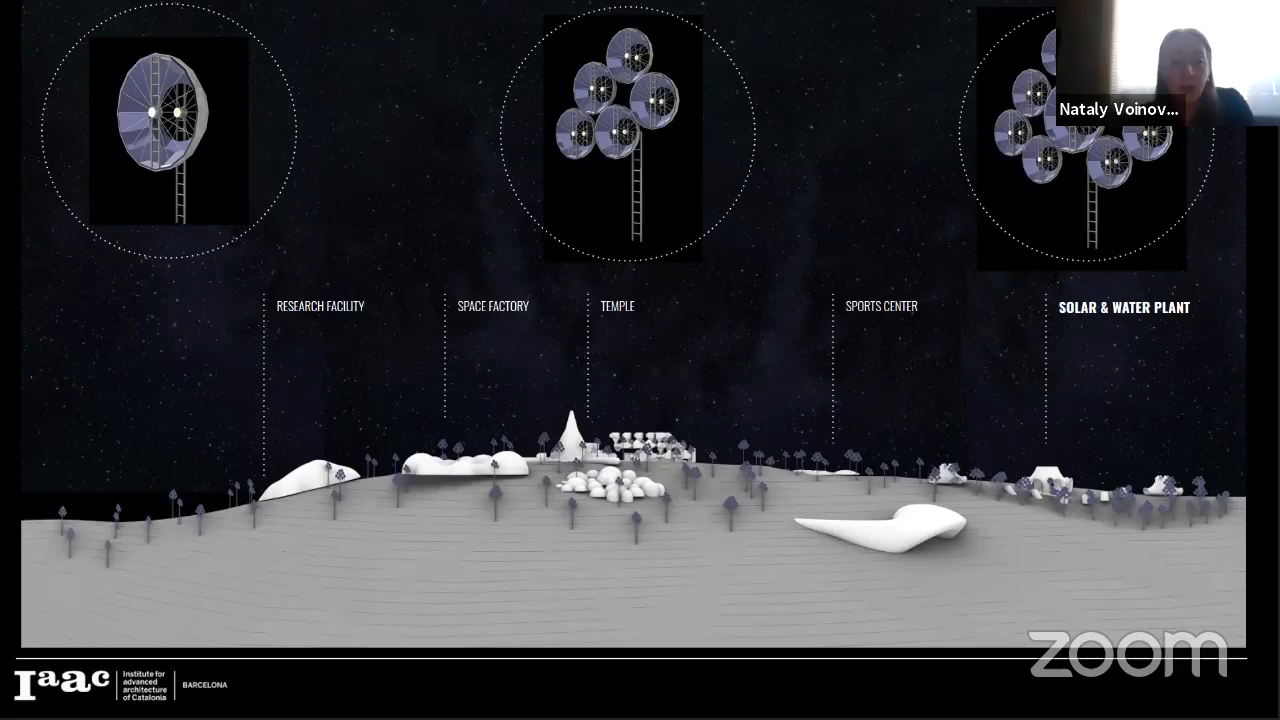 Nataly Voinov...
RESEARCH FACILITY
SPACE FACTORY
TEMPLE
SPORTS CENTER
SOLAR & WATER PLANT
zoom
Iaac
Institute for
advanced
architecture
of Catalonia
BARCELONA